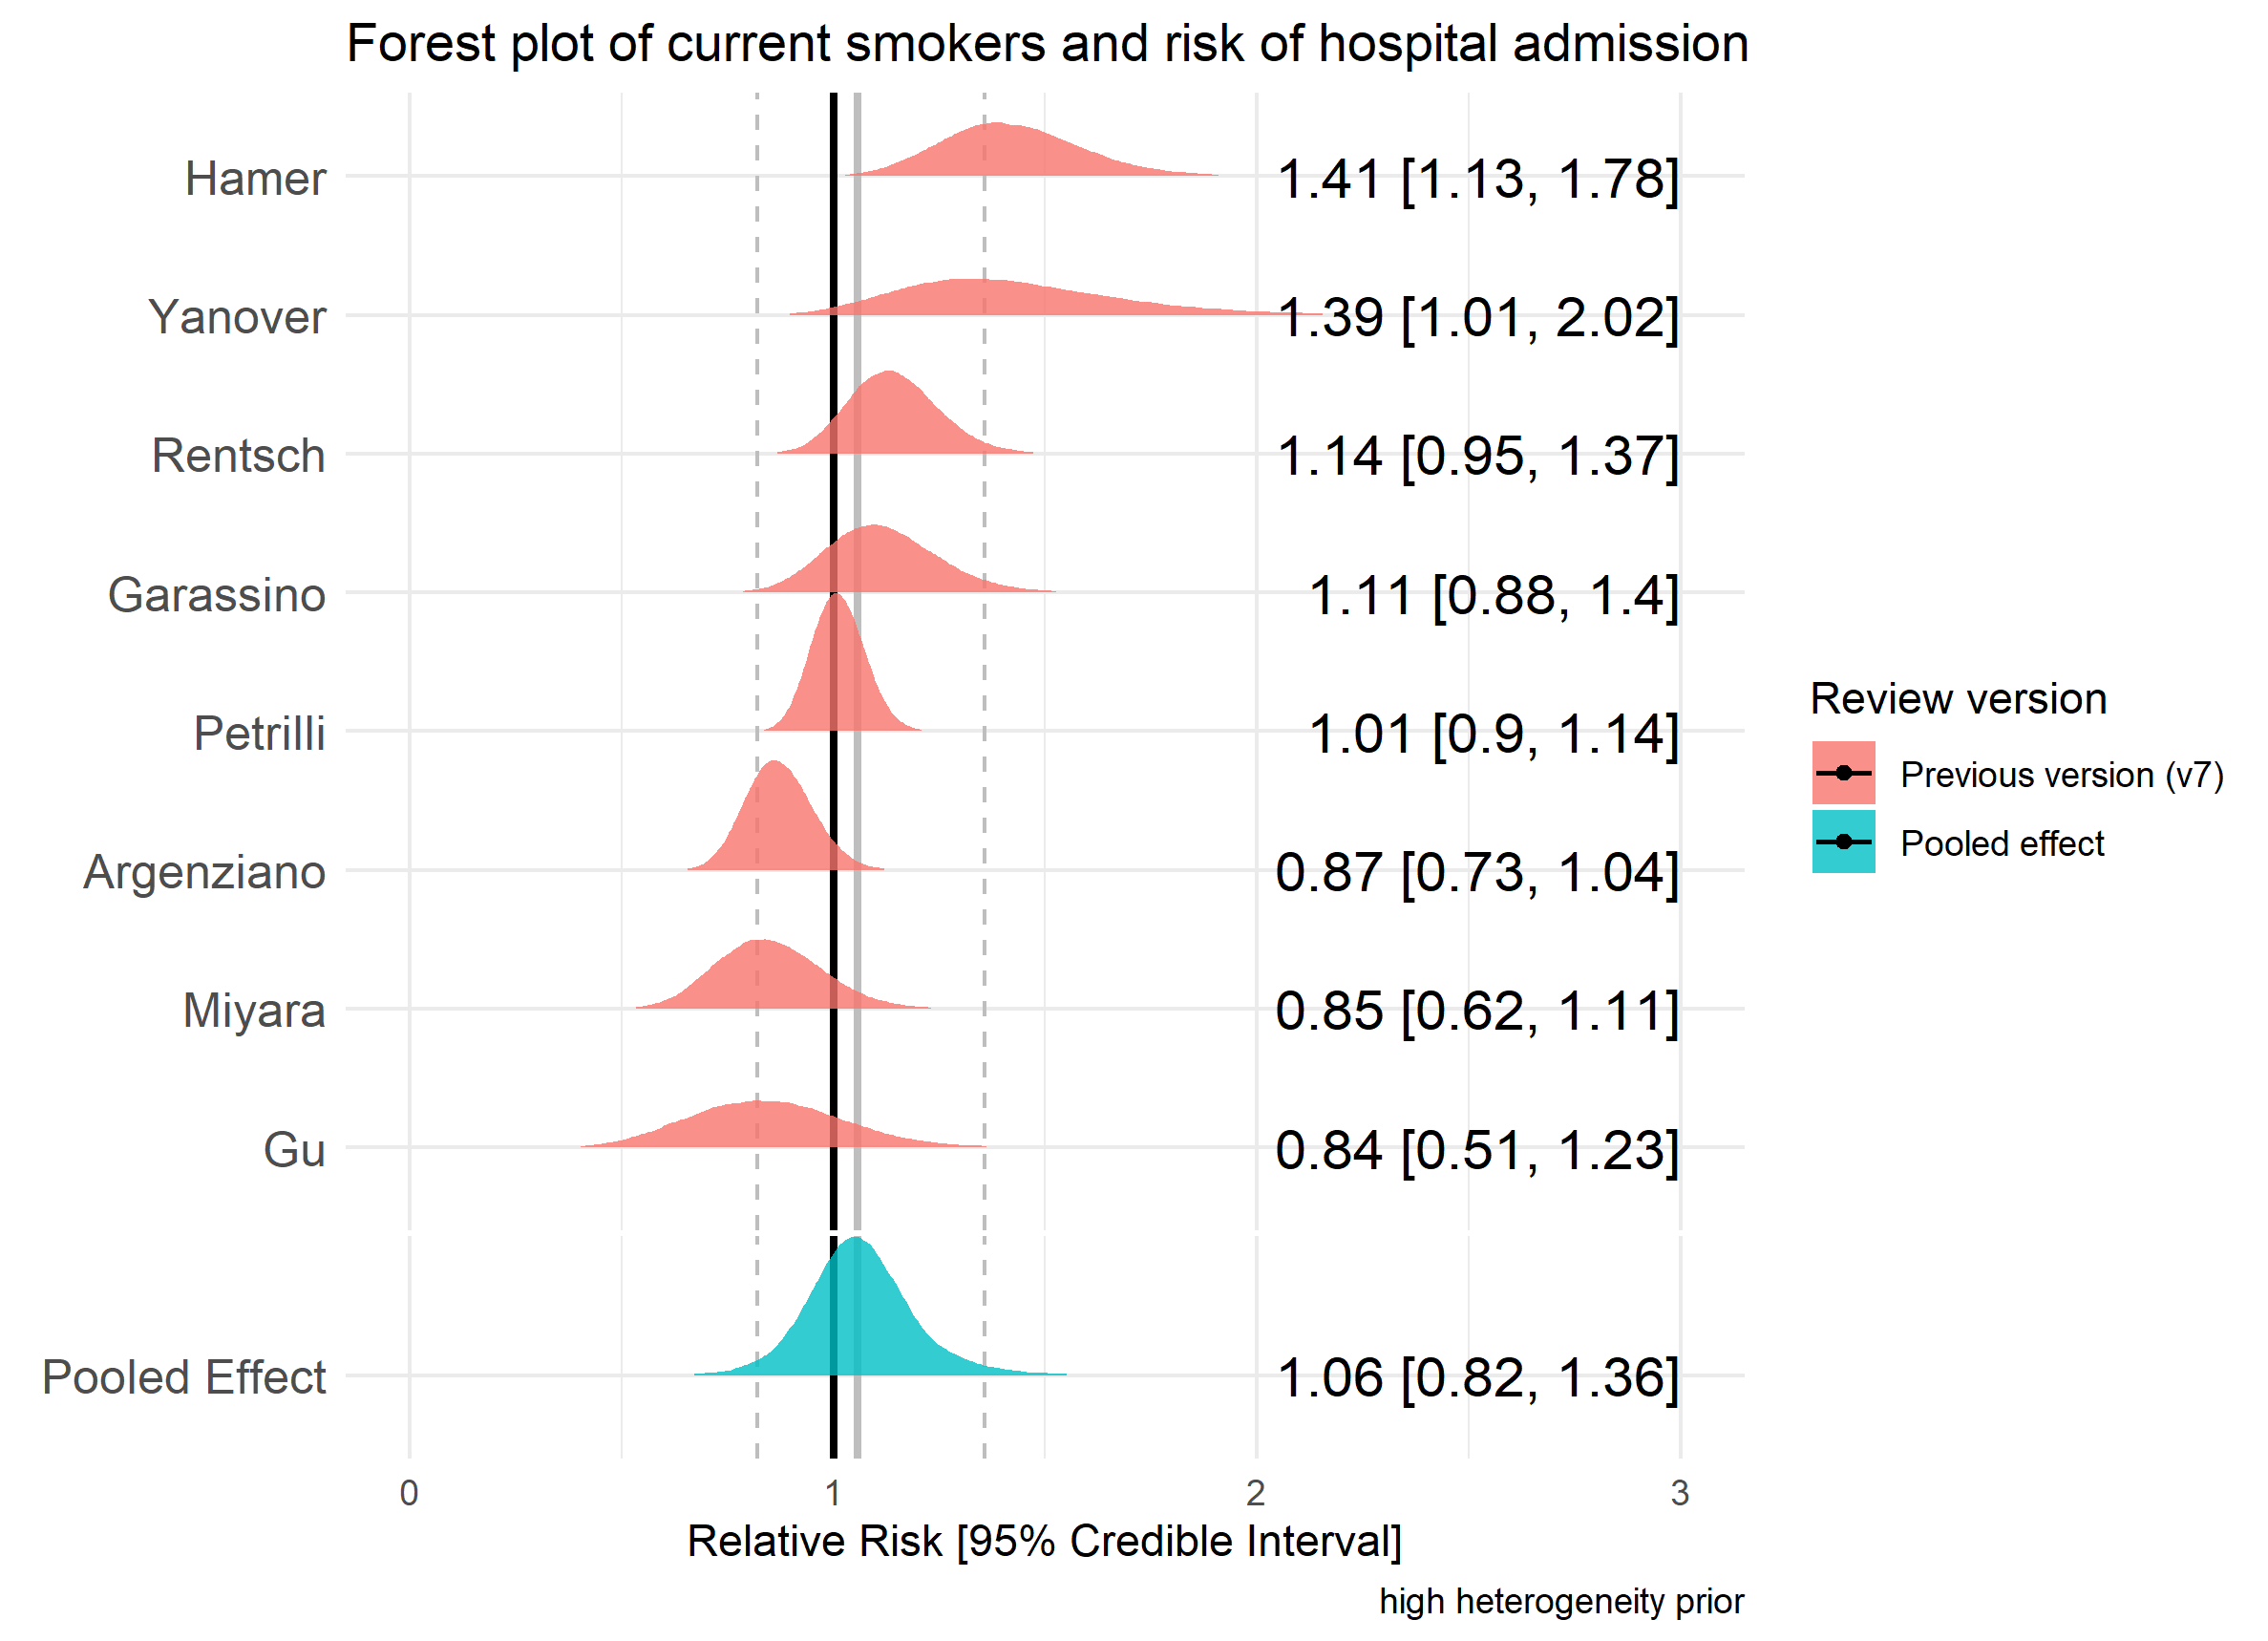 Forest plot of current smokers and risk of hospital admission
Hamer 1.41 [1.13, 1.78]
Yanover 1.39 [1.01, 2.02]
Rentsch 1.14 [0.95, 1.37]
Garassino 1.11 [0.88, 1.4]
Petrilli 1.01 [0.9, 1.14]
Argenziano 0.87 [0.73, 1.04]
Miyara 0.85 [0.62, 1.11]
Gu 0.84 [0.51, 1.23]
Pooled Effect 1.06 [0.82, 1.36]
0 1 2 3
Relative Risk [95% Credible Interval]
high heterogeneity prior
Review version
Previous version (v7)
Pooled effect